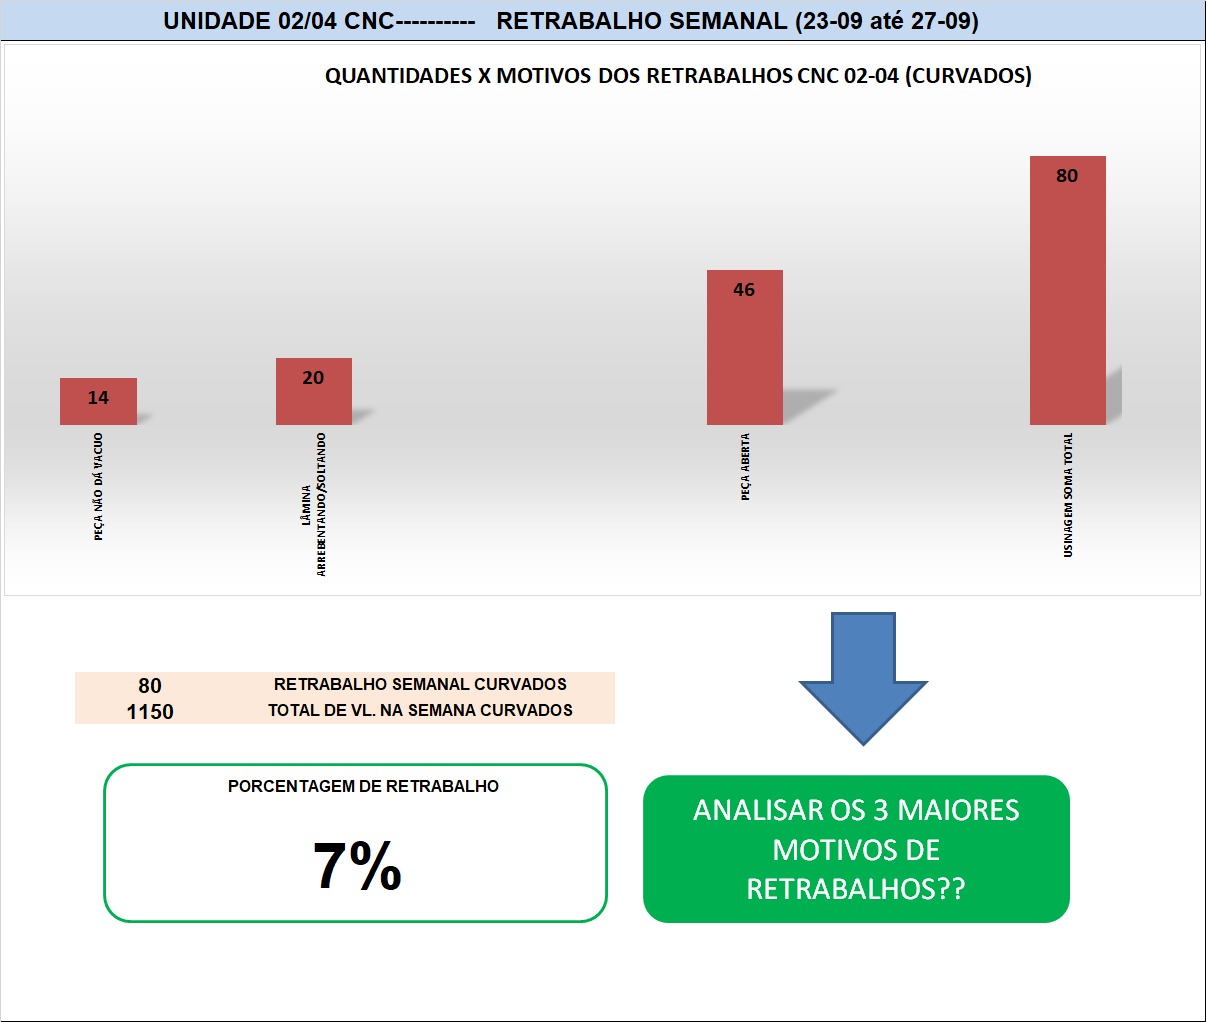 UNIDADE 02/04 CNC---------- RETRABALHO SEMANAL (23-09 até 27-09)
QUANTIDADES X MOTIVOS DOS RETRABALHOS CNC 02-04 (CURVADOS)
14
20
46
80
PEÇA NÃO DÁ VACUO
LÂMINA
ARREBENTANDO/SOLTANDO
PEÇA ABERTA
USINAGEM SOMA TOTAL
80 RETRABALHO SEMANAL CURVADOS
1150 TOTAL DE VL. NA SEMANA CURVADOS
PORCENTAGEM DE RETRABALHO
7%
ANALISAR OS 3 MAIORES
MOTIVOS DE
RETRABALHOS??